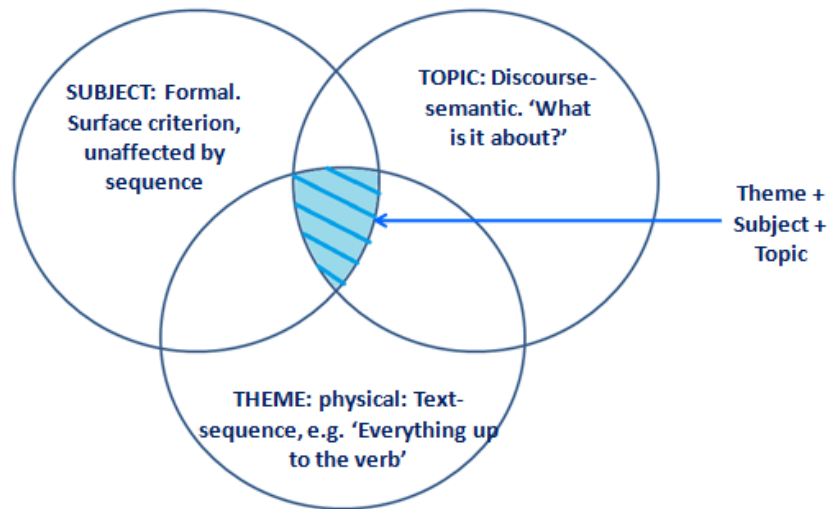 SUBJECT: Formal.
Surface criterion,
unaffected by
sequence
TOPIC: Discourse-
semantic. ‘What
is it about?’
Theme +
Subject +
Topic
THEME: physical: Text-
sequence, e.g. ‘Everything up
to the verb’